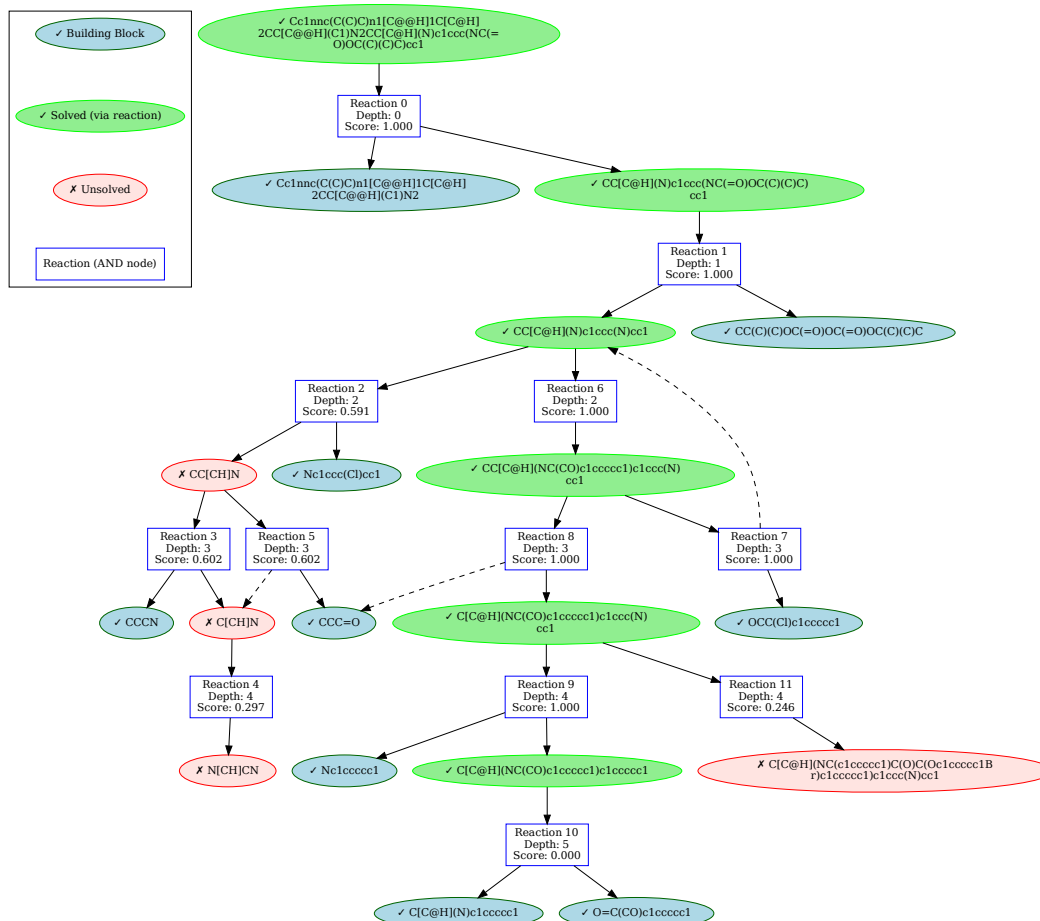 ✓ Building Block
✓ Solved (via reaction)
✗ Unsolved
Reaction (AND node)
✓ Cc1nnc(C(C)C)n1[C@@H]1C[C@H]
2CC[C@@H](C1)N2CC[C@H](N)c1ccc(NC(=
O)OC(C)(C)C)cc1
Reaction 0
Depth: 0
Score: 1.000
✓ Cc1nnc(C(C)C)n1[C@@H]1C[C@H]
2CC[C@@H](C1)N2
✓ CC[C@H](N)c1ccc(NC(=O)OC(C)(C)C)
cc1
Reaction 1
Depth: 1
Score: 1.000
✓ CC[C@H](N)c1ccc(N)cc1
✓ CC(C)(C)OC(=O)OC(=O)OC(C)(C)C
Reaction 2
Depth: 2
Score: 0.591
Reaction 6
Depth: 2
Score: 1.000
✗ CC[CH]N
✓ Nc1ccc(Cl)cc1
✓ CC[C@H](NC(CO)c1ccccc1)c1ccc(N)
cc1
Reaction 3
Depth: 3
Score: 0.602
Reaction 5
Depth: 3
Score: 0.602
Reaction 8
Depth: 3
Score: 1.000
Reaction 7
Depth: 3
Score: 1.000
✓ CCCN
✗ C[CH]N
✓ CCC=O
✓ C[C@H](NC(CO)c1ccccc1)c1ccc(N)
cc1
✓ OCC(Cl)c1ccccc1
Reaction 4
Depth: 4
Score: 0.297
Reaction 9
Depth: 4
Score: 1.000
Reaction 11
Depth: 4
Score: 0.246
✗ N[CH]CN
✓ Nc1ccccc1
✓ C[C@H](NC(CO)c1ccccc1)c1ccccc1
✗ C[C@H](NC(c1ccccc1)C(O)C(Oc1ccccc1B
r)c1ccccc1)c1ccc(N)cc1
Reaction 10
Depth: 5
Score: 0.000
✓ C[C@H](N)c1ccccc1
✓ O=C(CO)c1ccccc1